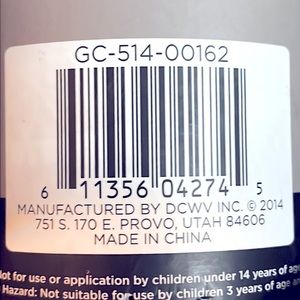 GC-514-00162
6 11356 04274 5
MANUFACTURED BY DCWV INC. © 2014
751 S. 170 E. PROVO, UTAH 84606
MADE IN CHINA
Not for use or application by children under 14 years of age
Hazard: Not suitable for use by children 3 years of age